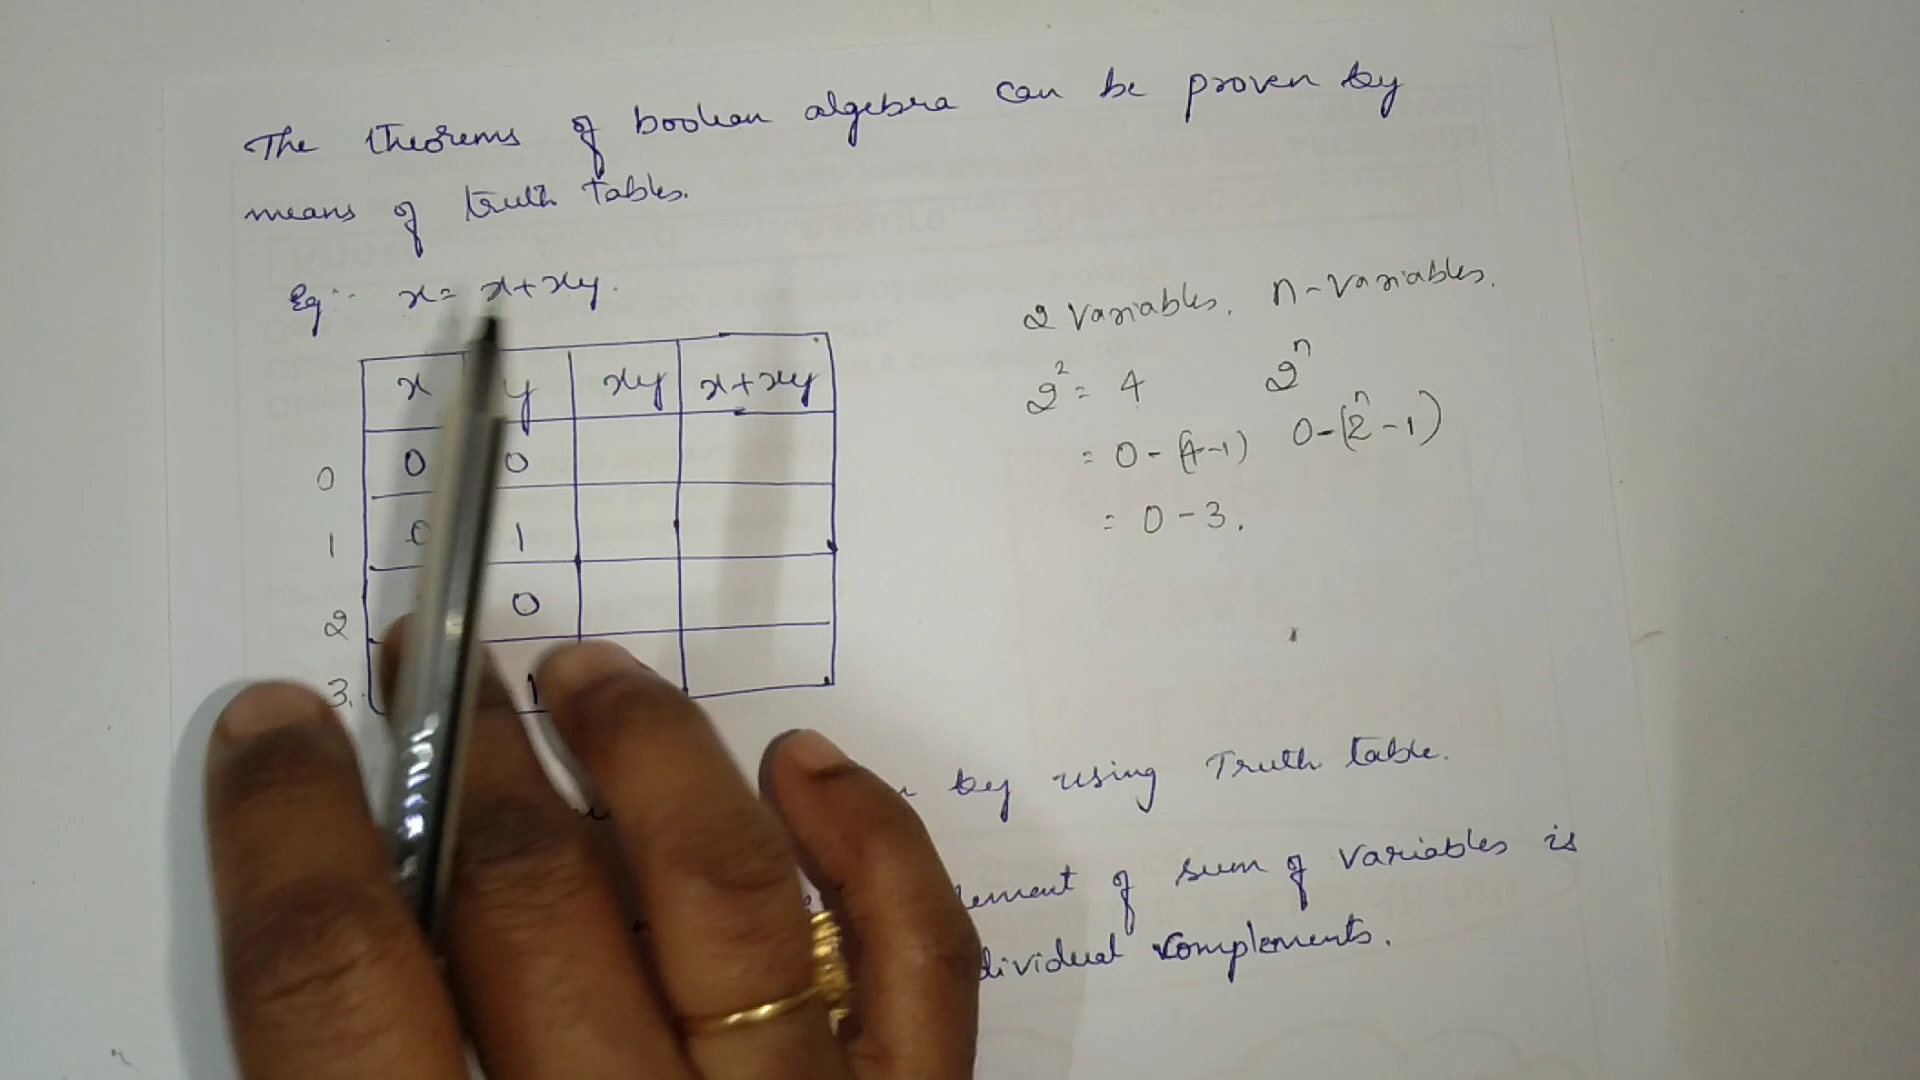 The theorems of boolean algebra can be proven by
means of truth tables.
Eg:- x = x+xy.
2 variables. n-variables.
x y xy x+xy
2² = 4 2ⁿ
= 0-(4-1) 0-(2ⁿ-1)
0 0 0
= 0-3.
1 0 1
2 0
3. 1
by using Truth table.
of sum of variables is
complements.